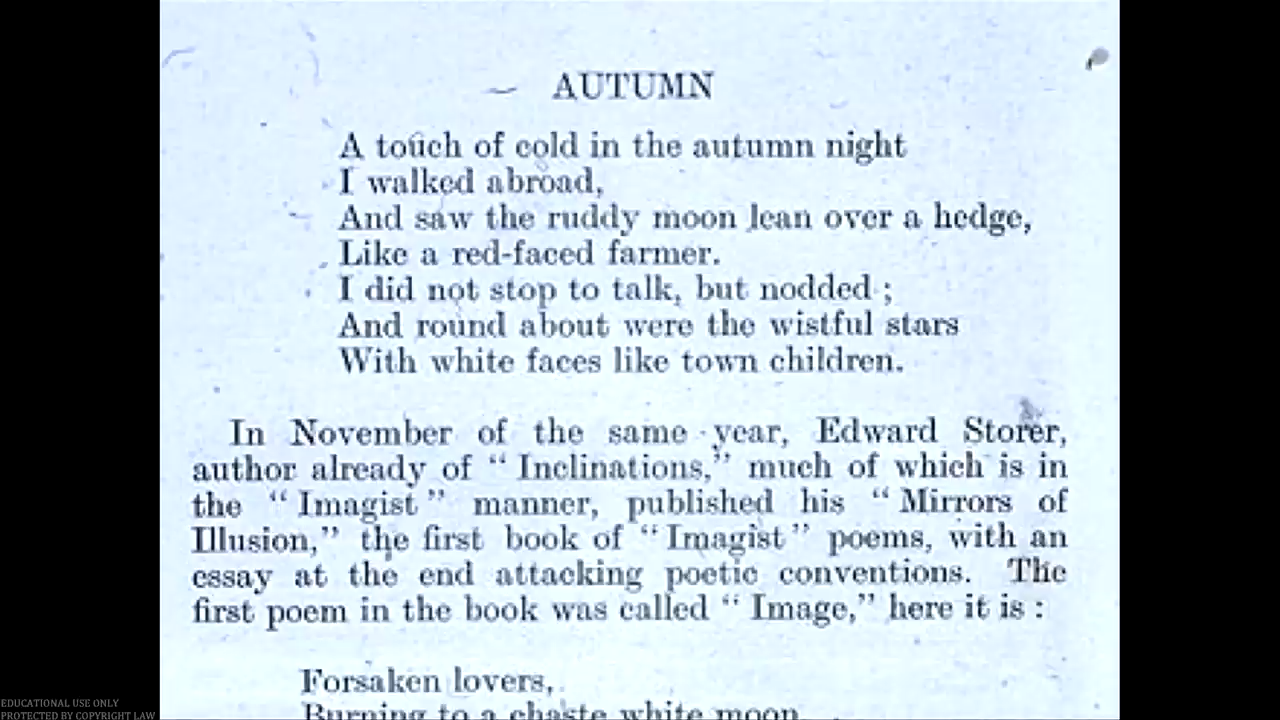 AUTUMN
A touch of cold in the autumn night
I walked abroad,
And saw the ruddy moon lean over a hedge,
Like a red-faced farmer.
I did not stop to talk, but nodded ;
And round about were the wistful stars
With white faces like town children.
In November of the same year, Edward Storer,
author already of “ Inclinations,” much of which is in
the “ Imagist ” manner, published his “ Mirrors of
Illusion,” the first book of “ Imagist ” poems, with an
essay at the end attacking poetic conventions. The
first poem in the book was called “ Image,” here it is :
Forsaken lovers,
Burning to a chaste white moon
EDUCATIONAL USE ONLY
PROTECTED BY COPYRIGHT LAW